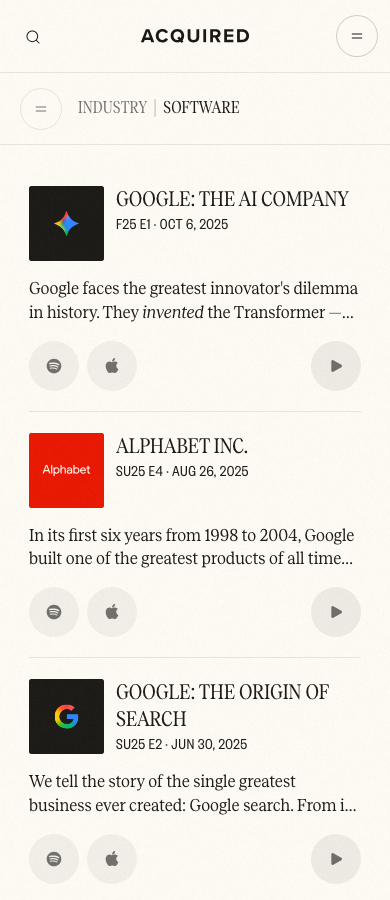 ACQUIRED
INDUSTRY | SOFTWARE
GOOGLE: THE AI COMPANY
F25 E1 · OCT 6, 2025
Google faces the greatest innovator's dilemma
in history. They invented the Transformer —...
Alphabet
ALPHABET INC.
SU25 E4 · AUG 26, 2025
In its first six years from 1998 to 2004, Google
built one of the greatest products of all time...
G
GOOGLE: THE ORIGIN OF
SEARCH
SU25 E2 · JUN 30, 2025
We tell the story of the single greatest
business ever created: Google search. From i...